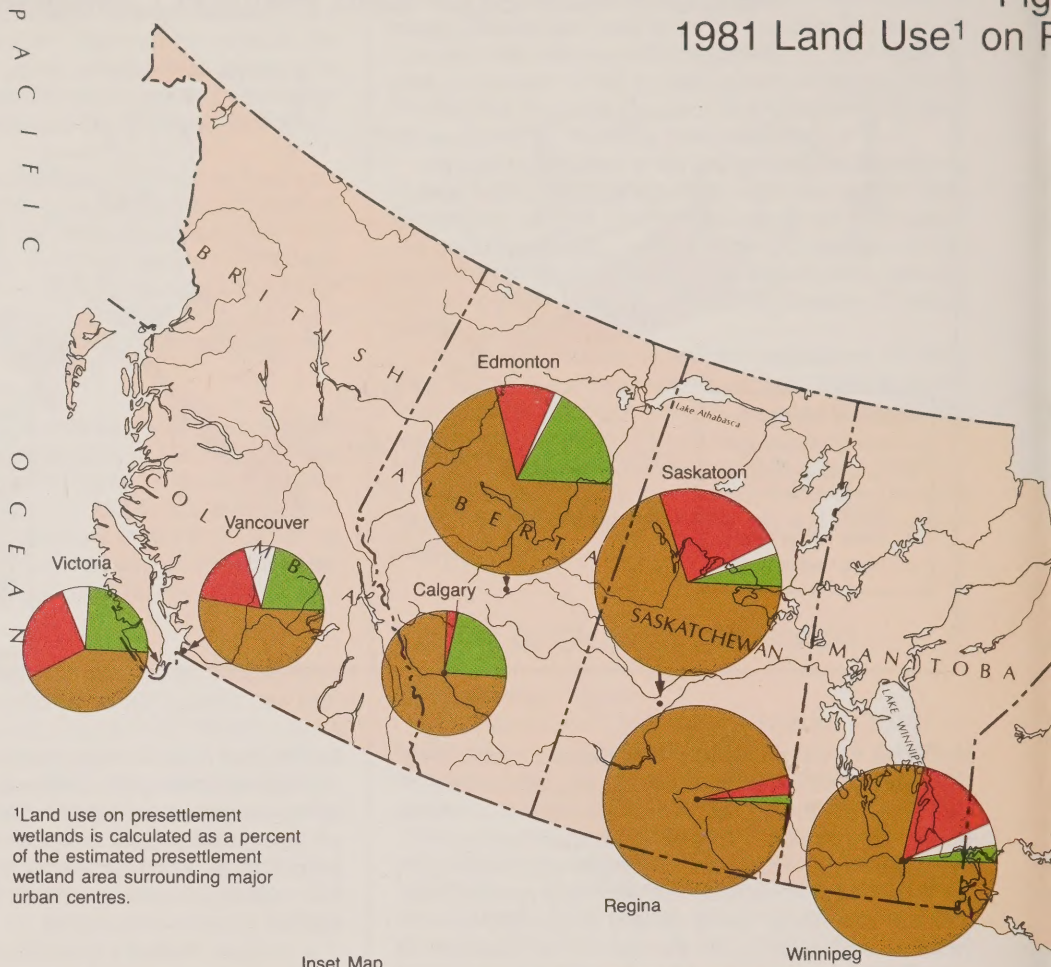 Fig
1981 Land Use¹ on P
PACIFIC
OCEAN
BRITISH
COLUMBIA
Edmonton
Lake Athabasca
Saskatoon
ALBERTA
Vancouver
Victoria
Calgary
SASKATCHEWAN
MANITOBA
LAKE WINNIPEG
¹Land use on presettlement
wetlands is calculated as a percent
of the estimated presettlement
wetland area surrounding major
urban centres.
Regina
Winnipeg
Inset Map